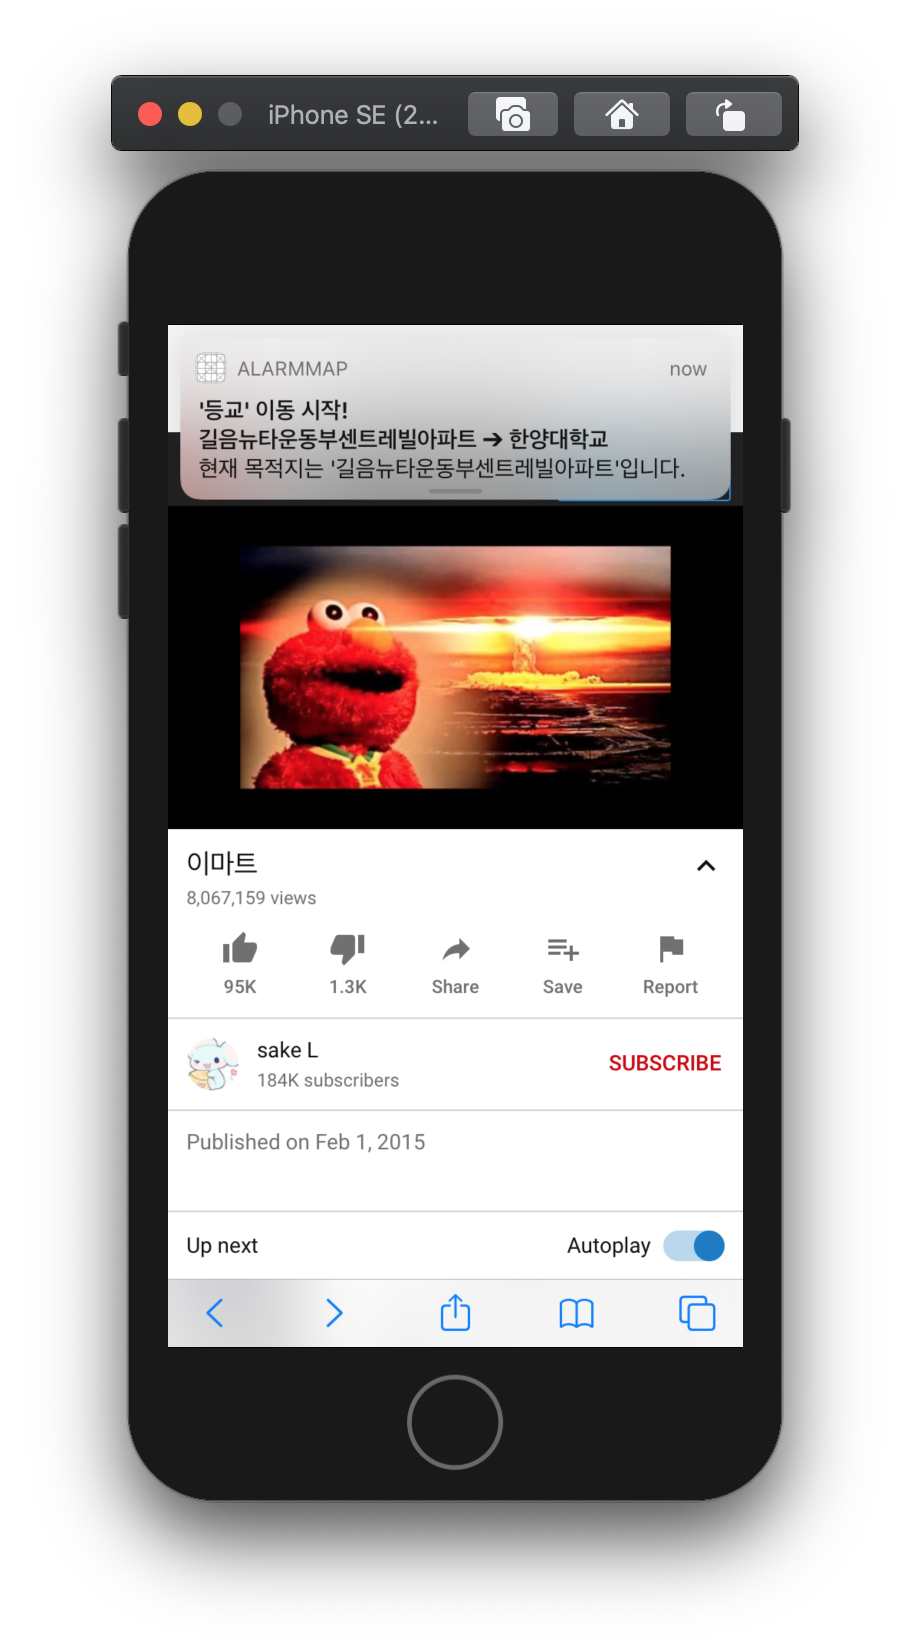 iPhone SE (2...
ALARMMAP
now
'등교' 이동 시작!
길음뉴타운동부센트레빌아파트 ➔ 한양대학교
현재 목적지는 '길음뉴타운동부센트레빌아파트'입니다.
이마트
8,067,159 views
95K
1.3K
Share
Save
Report
sake L
184K subscribers
SUBSCRIBE
Published on Feb 1, 2015
Up next
Autoplay